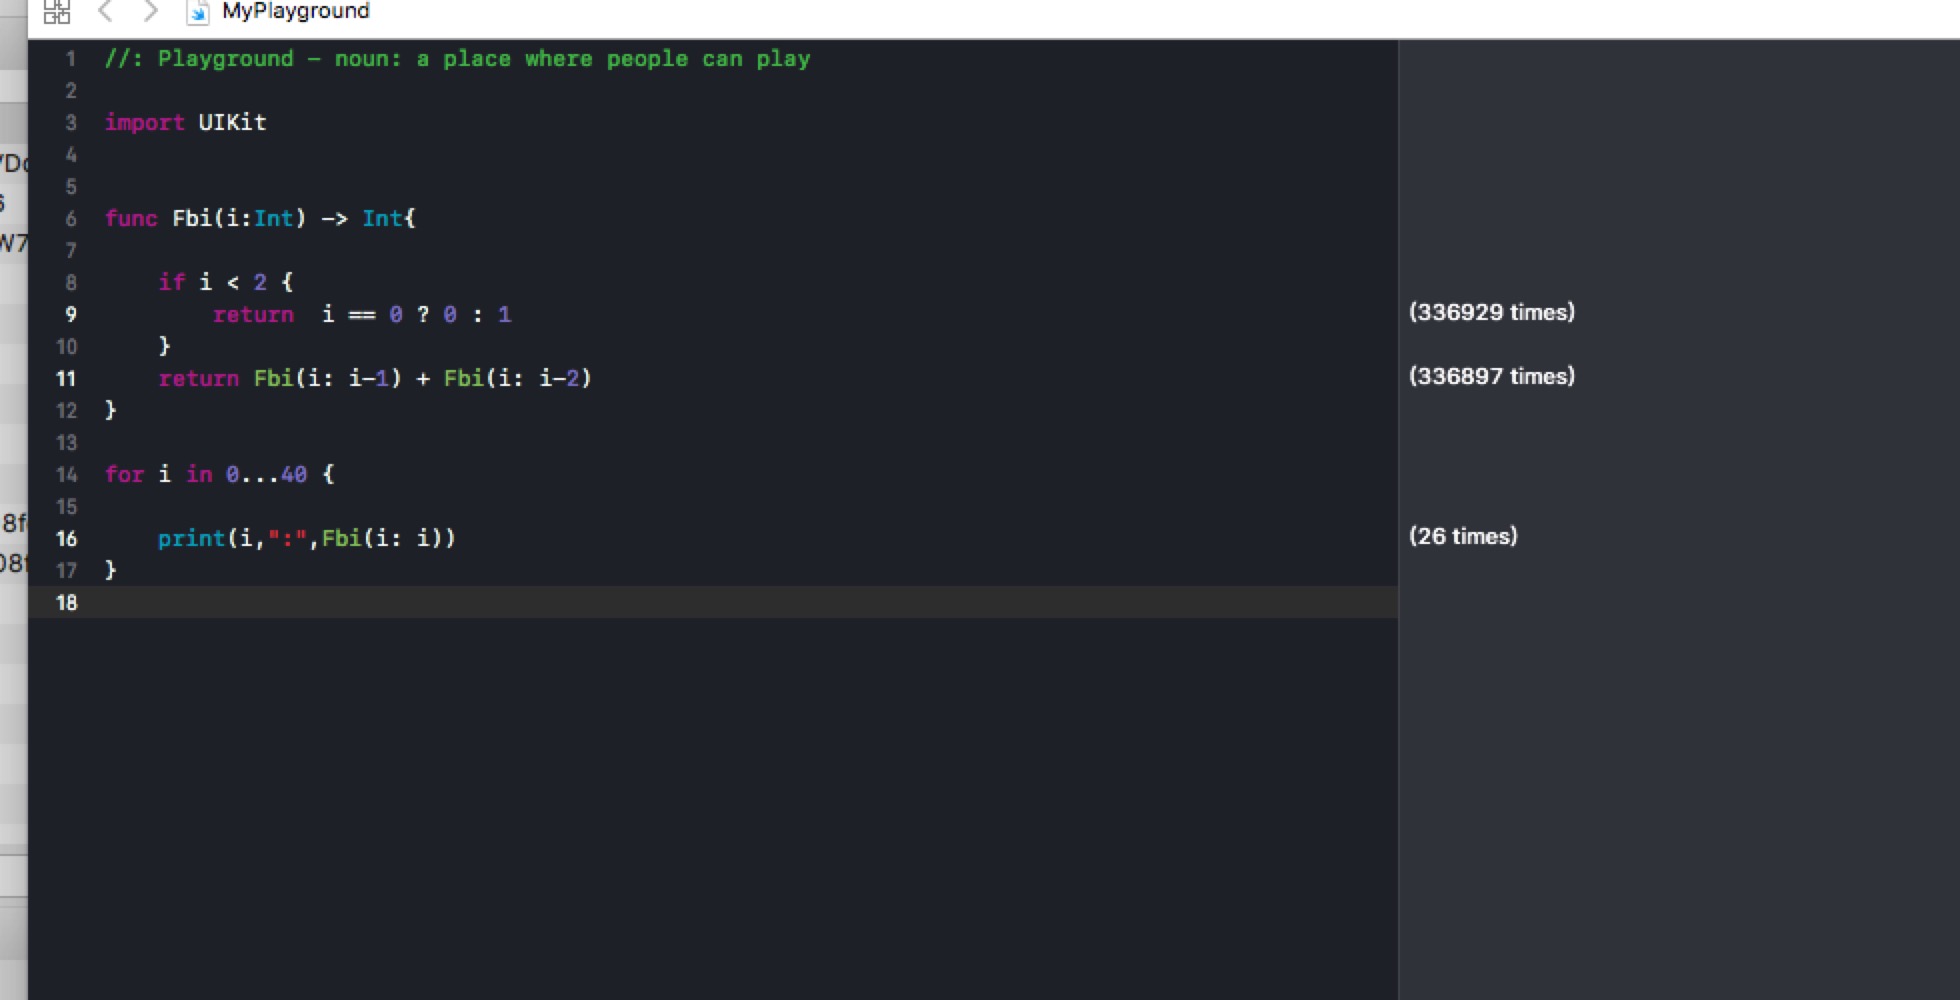 MyPlayground
1 //: Playground - noun: a place where people can play
2
3 import UIKit
4
5
6 func Fbi(i:Int) -> Int{
7
8     if i < 2 {
9         return  i == 0 ? 0 : 1
10     }
11     return Fbi(i: i-1) + Fbi(i: i-2)
12 }
13
14 for i in 0...40 {
15
16     print(i,":",Fbi(i: i))
17 }
18
(336929 times)
(336897 times)
(26 times)
/Do
6
W7
8f
08f